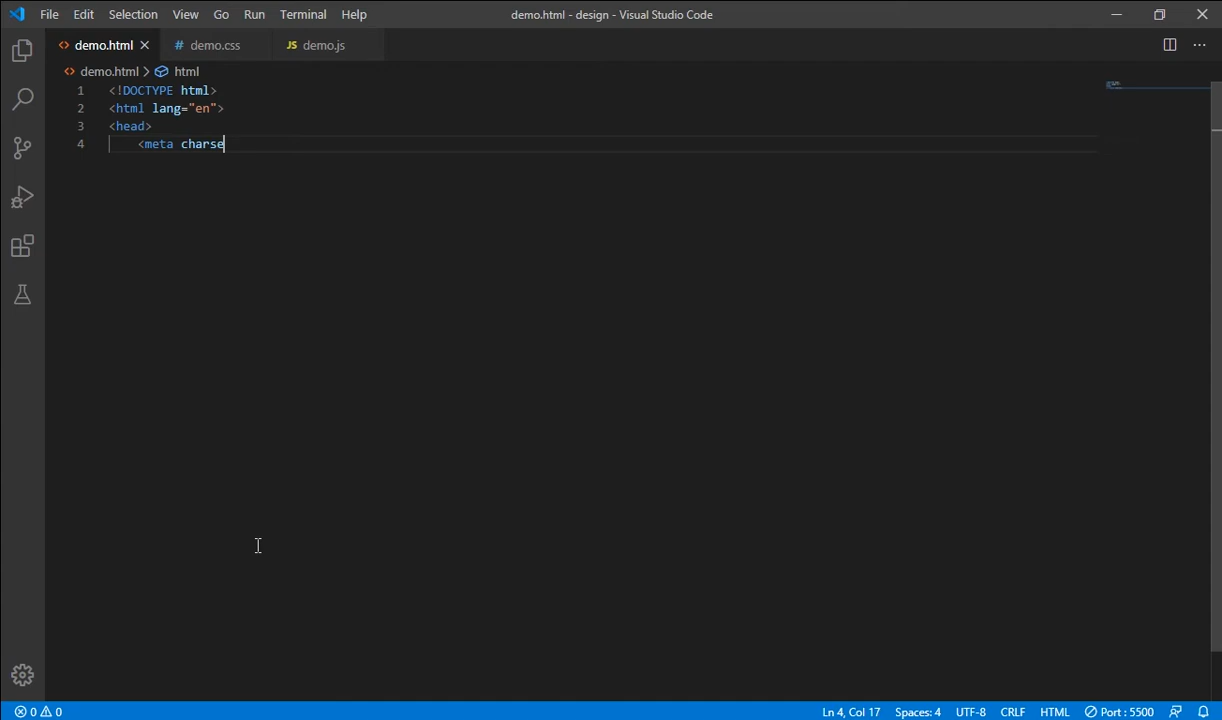 File Edit Selection View Go Run Terminal Help demo.html - design - Visual Studio Code
demo.html # demo.css JS demo.js
demo.html > html
1 <!DOCTYPE html>
2 <html lang="en">
3 <head>
4 <meta charse
0 0 Ln 4, Col 17 Spaces: 4 UTF-8 CRLF HTML Port : 5500